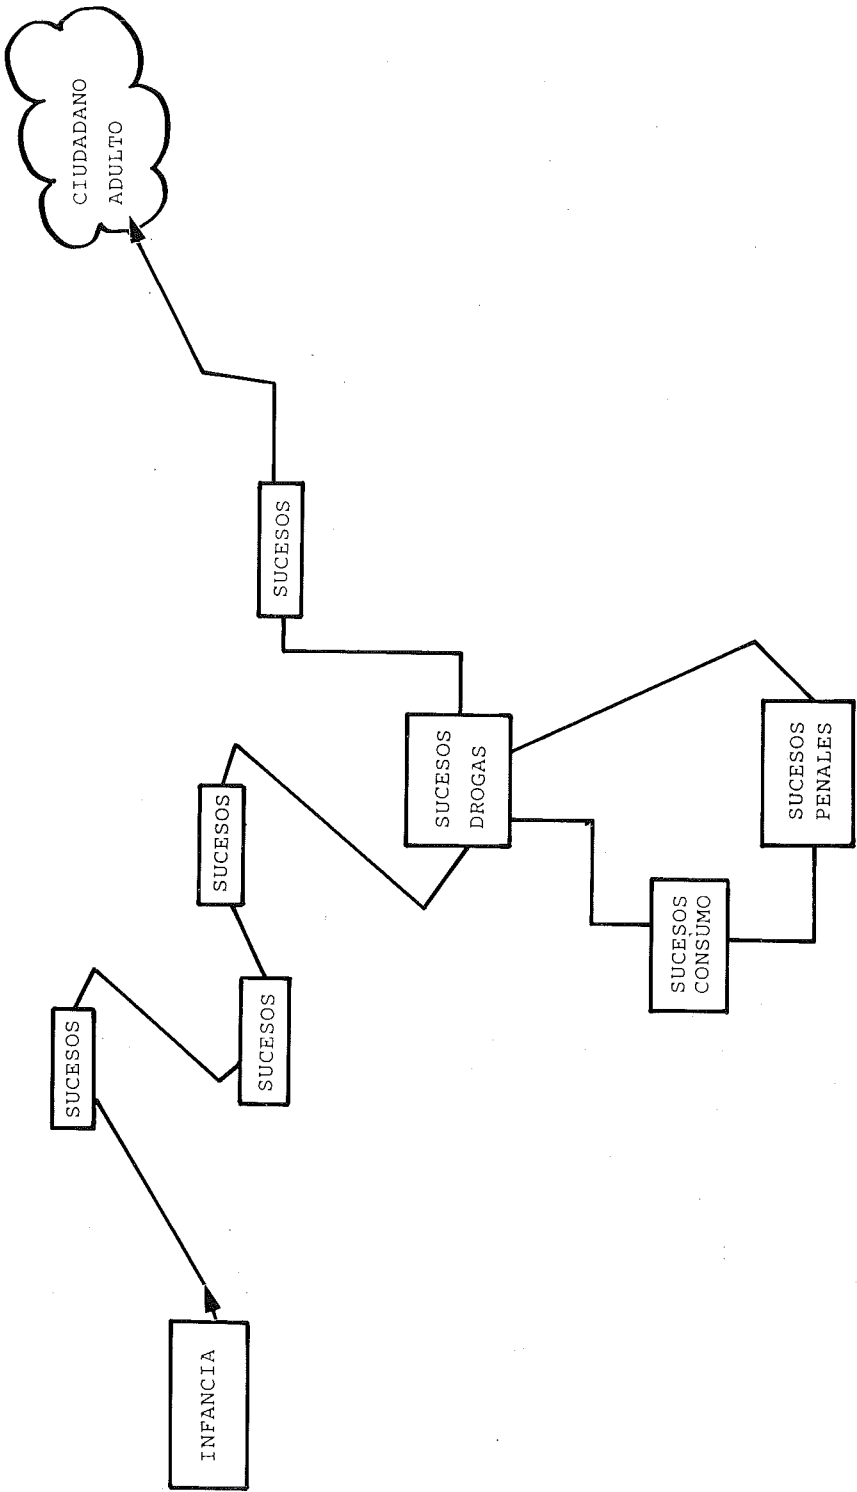 INFANCIA
SUCESOS
SUCESOS
SUCESOS
SUCESOS
DROGAS
SUCESOS
CONSUMO
SUCESOS
PENALES
SUCESOS
CIUDADANO
ADULTO